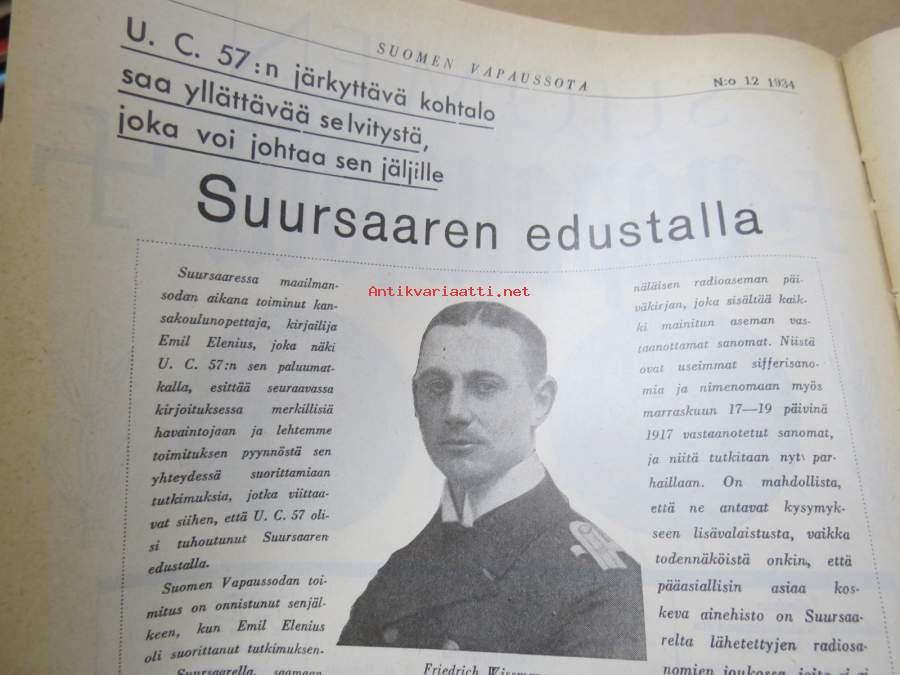 SUOMEN VAPAUSSOTA
N:o 12 1934
U. C. 57:n järkyttävä kohtalo
saa yllättävää selvitystä,
joka voi johtaa sen jäljille
Suursaaren edustalla
Suursaaressa maailman-
sodan aikana toiminut kan-
sakoulunopettaja, kirjailija
Emil Elenius, joka näki
U. C. 57:n sen paluumat-
kalla, esittää seuraavassa
kirjoituksessa merkillisiä
havaintojaan ja lehtemme
toimituksen pyynnöstä sen
yhteydessä suorittamiaan
tutkimuksia, jotka viittaa-
vat siihen, että U. C. 57 oli-
si tuhoutunut Suursaaren
edustalla.
Suomen Vapaussodan toi-
mitus on onnistunut senjäl-
keen, kun Emil Elenius
oli suorittanut tutkimuksen-
Suursaarella, saamaan
Antikvariaatti.net
Friedrich
näläisen radioaseman päi-
väkirjan, joka sisältää kaik-
ki mainitun aseman vas-
taanottamat sanomat. Niistä
ovat useimmat sifferisano-
mia ja nimenomaan myös
marraskuun 17—19 päivinä
1917 vastaanotetut sanomat,
ja niitä tutkitaan nyt par-
haillaan. On mahdollista,
että ne antavat kysymyk-
seen lisävalaistusta, vaikka
todennäköistä onkin, että
pääasiallisin asiaa kos-
keva ainehisto on Suursaa-
relta lähetettyjen radiosa-
nomien joukossa, joita ei